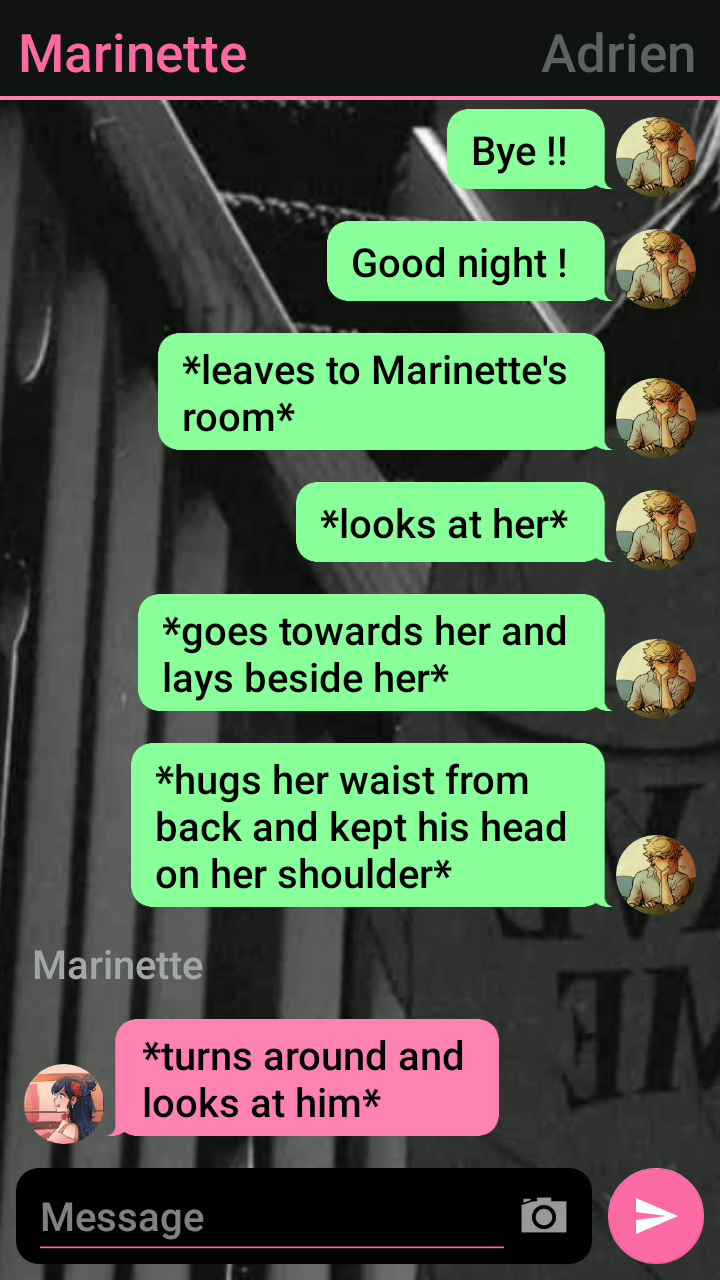 Marinette
Adrien
Bye !!
Good night !
*leaves to Marinette's
room*
*looks at her*
*goes towards her and
lays beside her*
*hugs her waist from
back and kept his head
on her shoulder*
Marinette
*turns around and
looks at him*
Message